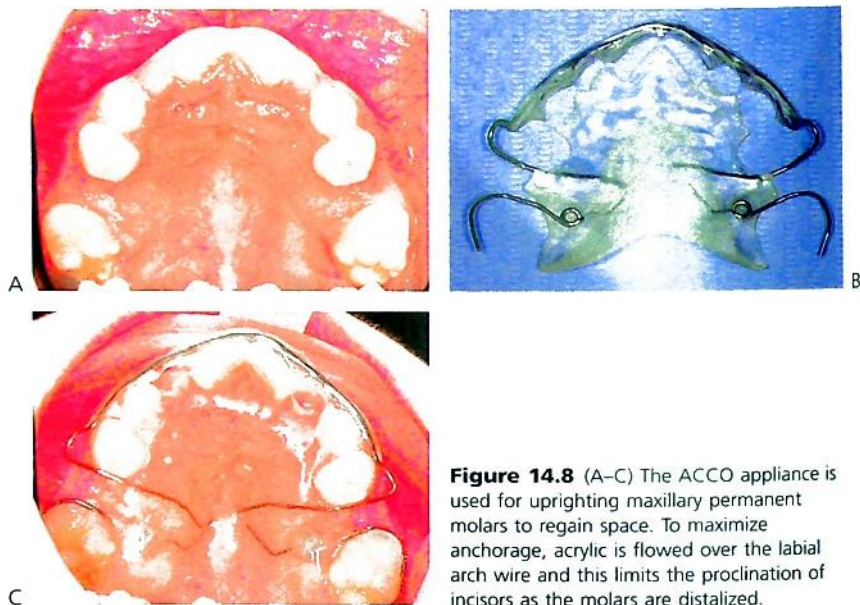 A
B
C
Figure 14.8 (A–C) The ACCO appliance is
used for uprighting maxillary permanent
molars to regain space. To maximize
anchorage, acrylic is flowed over the labial
arch wire and this limits the proclination of
incisors as the molars are distalized.